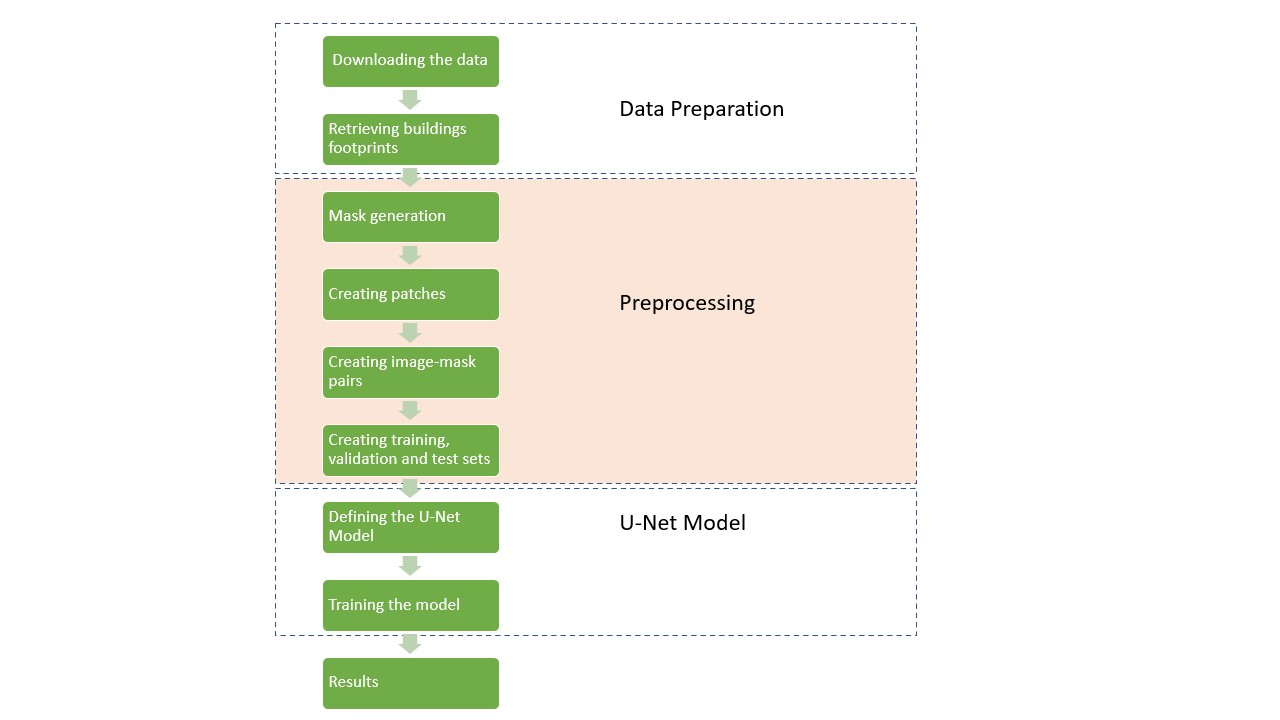 Downloading the data
Data Preparation
Retrieving buildings
footprints
Mask generation
Creating patches
Preprocessing
Creating image-mask
pairs
Creating training,
validation and test sets
Defining the U-Net
Model
U-Net Model
Training the model
Results